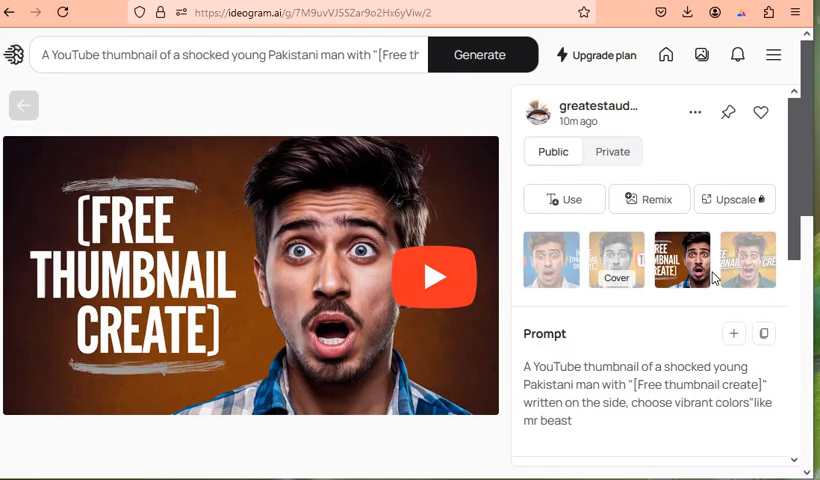 https://ideogram.ai/g/7M9uvVJ5SZar9o2Hx6yViw/2
A YouTube thumbnail of a shocked young Pakistani man with "[Free th
Generate
Upgrade plan
greatestaud...
10m ago
Public
Private
Use
Remix
Upscale
[FREE
THUMBNAIL
CREATE]
Cover
Prompt
A YouTube thumbnail of a shocked young
Pakistani man with "[Free thumbnail create]"
written on the side, choose vibrant colors"like
mr beast